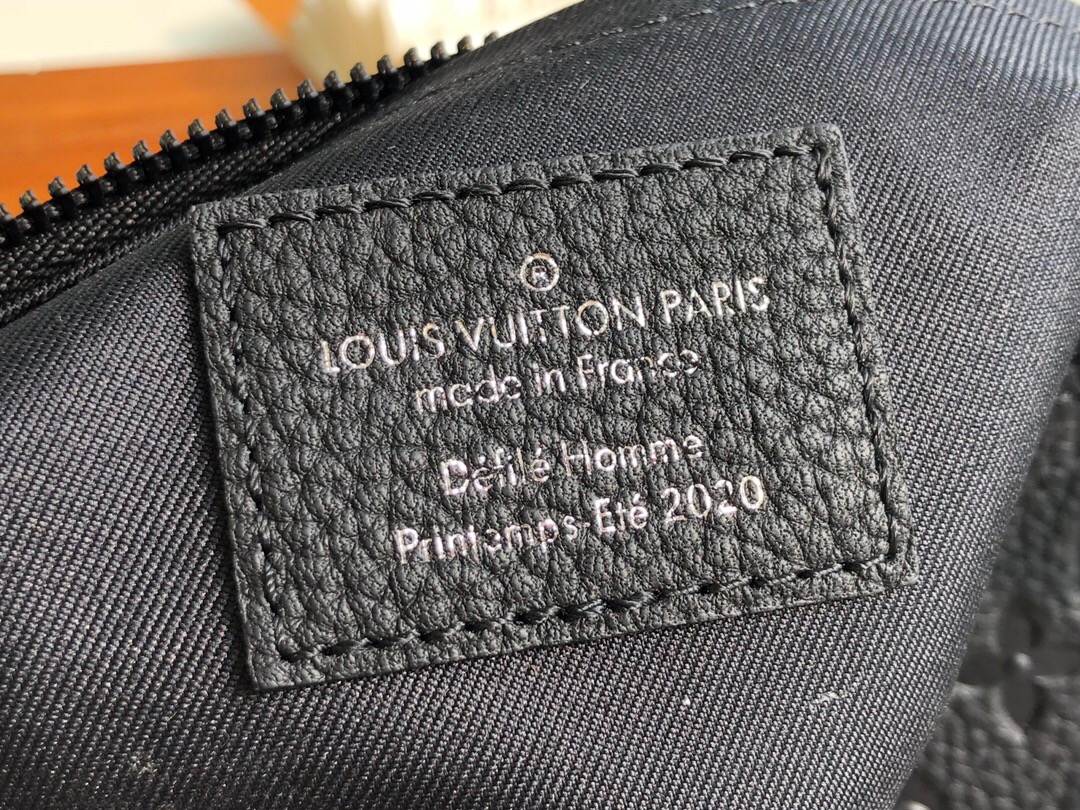 ®
LOUIS VUITTON PARIS
made in France
Défilé Homme
Printemps-Eté 2020